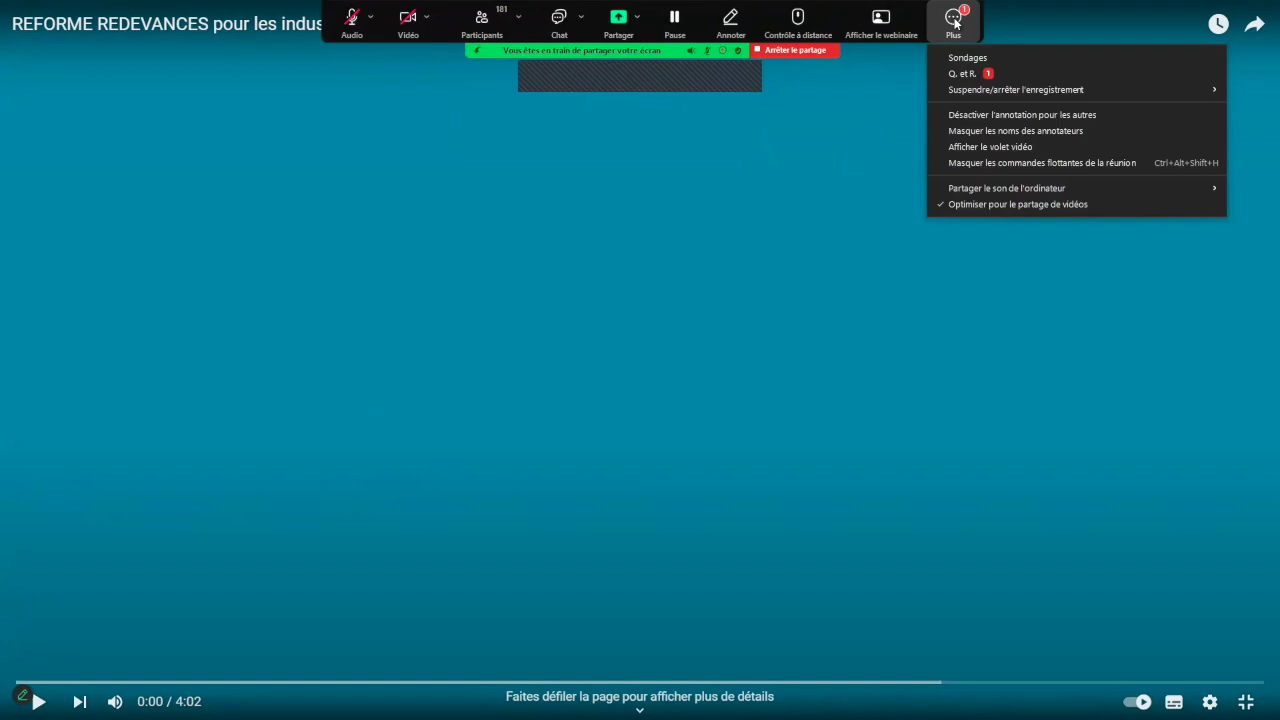 REFORME REDEVANCES pour les indus
Audio
Vidéo
181
Participants
Chat
Partager
Pause
Annoter
Contrôle à distance
Afficher le webinaire
1
Plus
Vous êtes en train de partager votre écran
Arrêter le partage
Sondages
Q. et R. 1
Suspendre/arrêter l'enregistrement
Désactiver l'annotation pour les autres
Masquer les noms des annotateurs
Afficher le volet vidéo
Masquer les commandes flottantes de la réunion Ctrl+Alt+Shift+H
Partager le son de l'ordinateur
Optimiser pour le partage de vidéos
Faites défiler la page pour afficher plus de détails
0:00 / 4:02